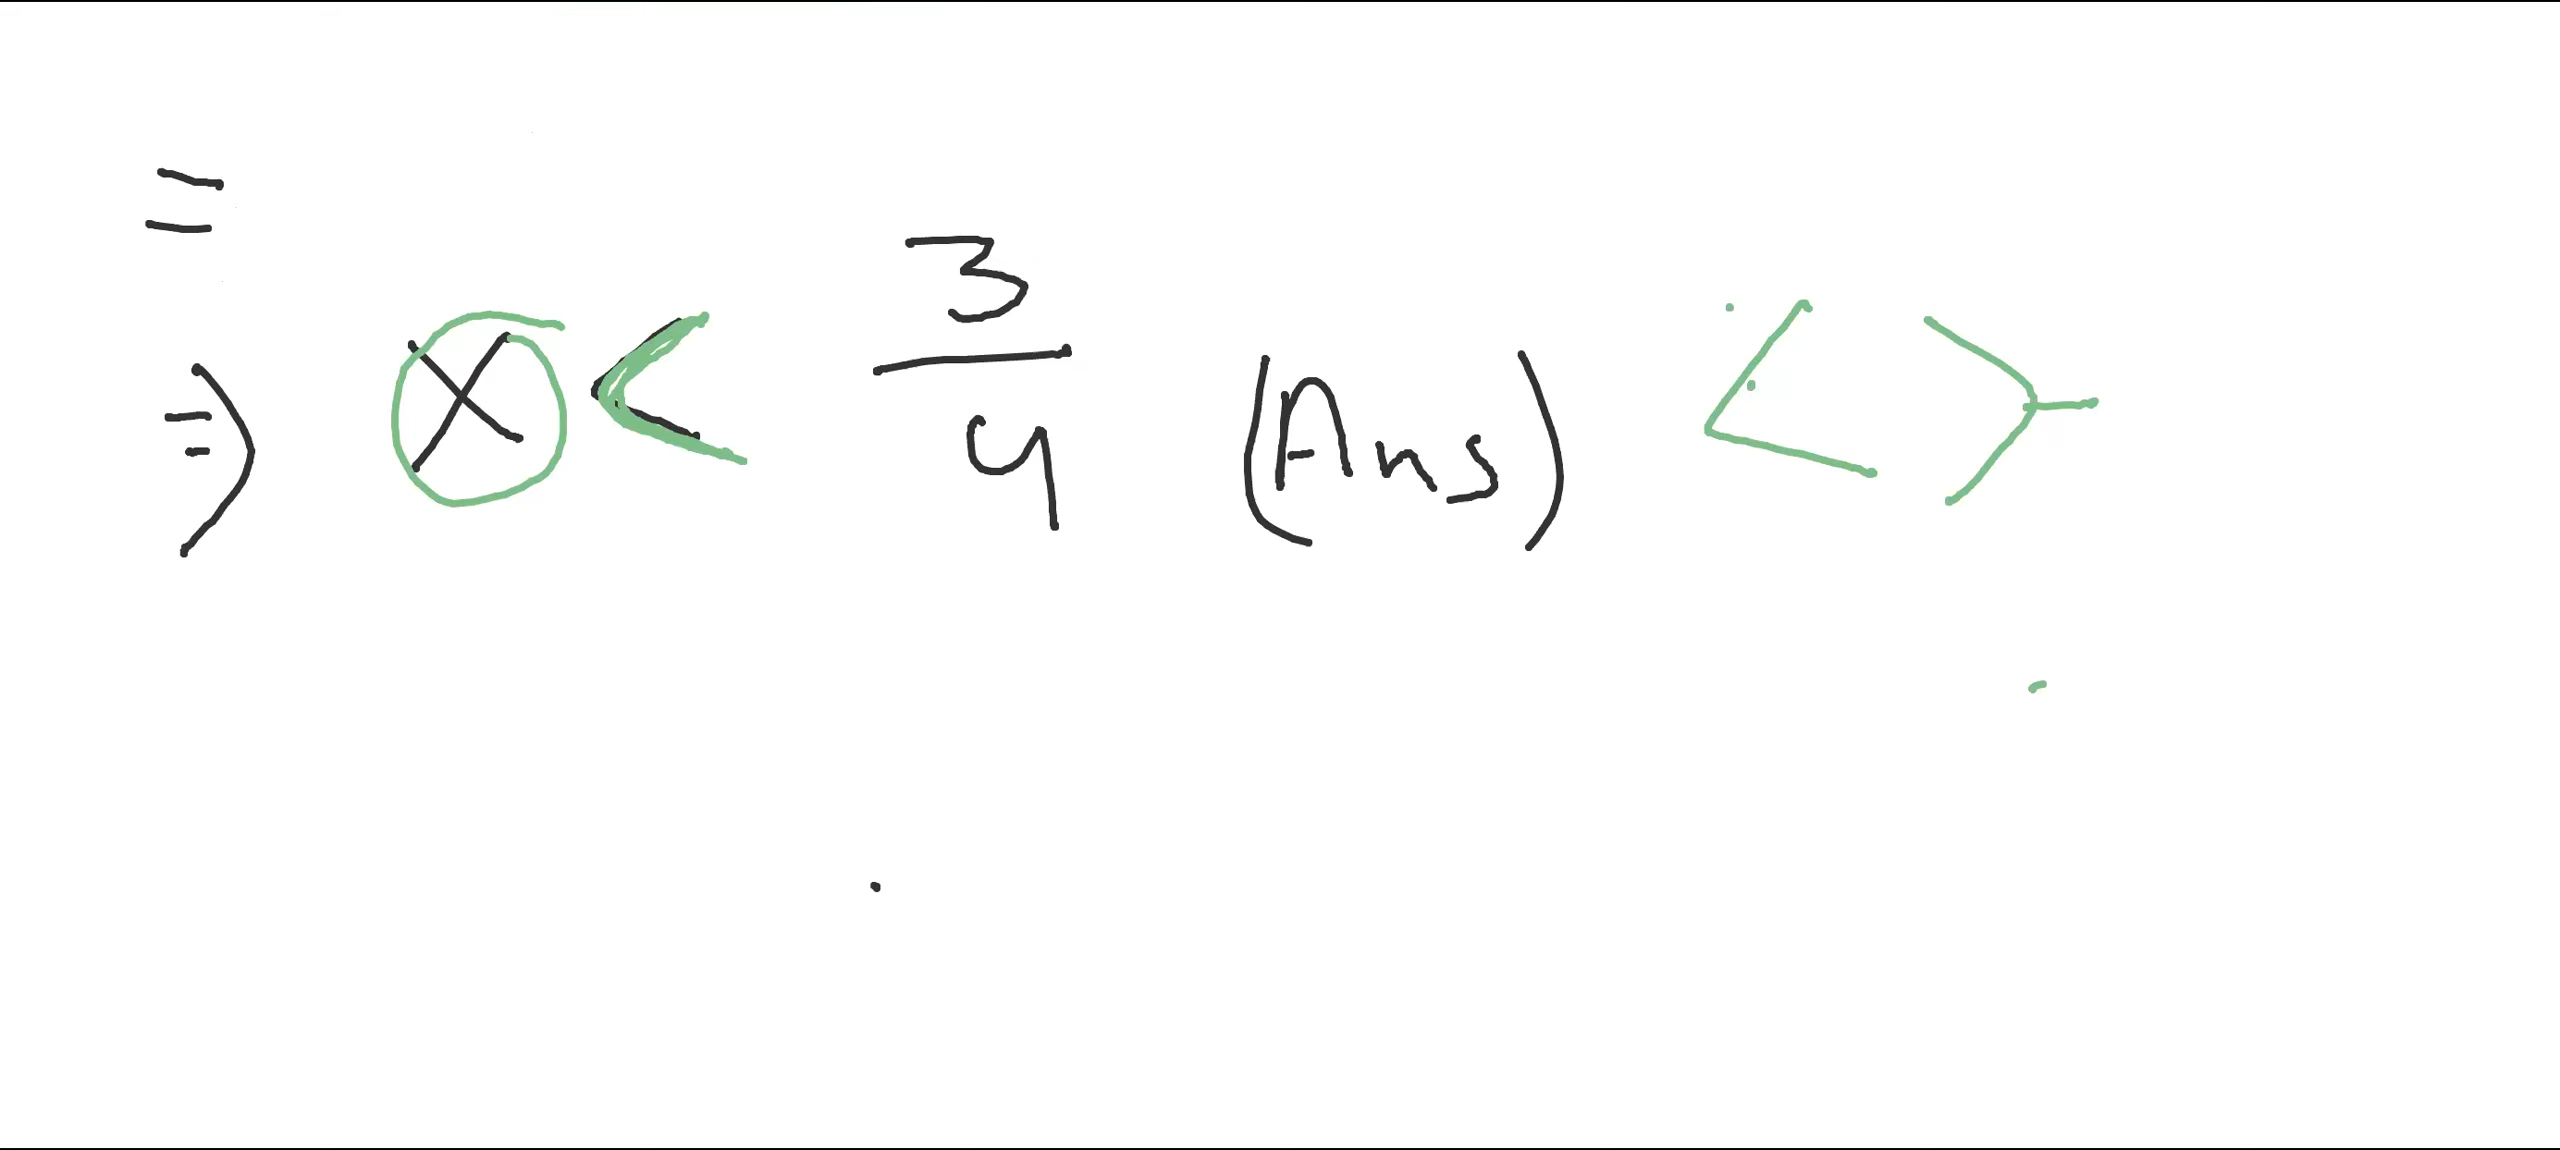 =
⇒ x < 3/4 (Ans) < >